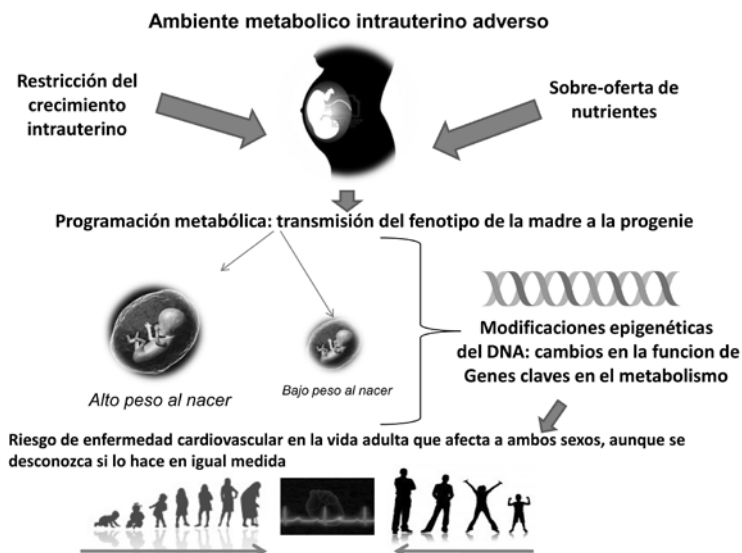 Ambiente metabolico intrauterino adverso
Restricción del
crecimiento
intrauterino
Sobre-oferta de
nutrientes
Programación metabólica: transmisión del fenotipo de la madre a la progenie
Alto peso al nacer
Bajo peso al nacer
Modificaciones epigenéticas
del DNA: cambios en la funcion de
Genes claves en el metabolismo
Riesgo de enfermedad cardiovascular en la vida adulta que afecta a ambos sexos, aunque se
desconozca si lo hace en igual medida